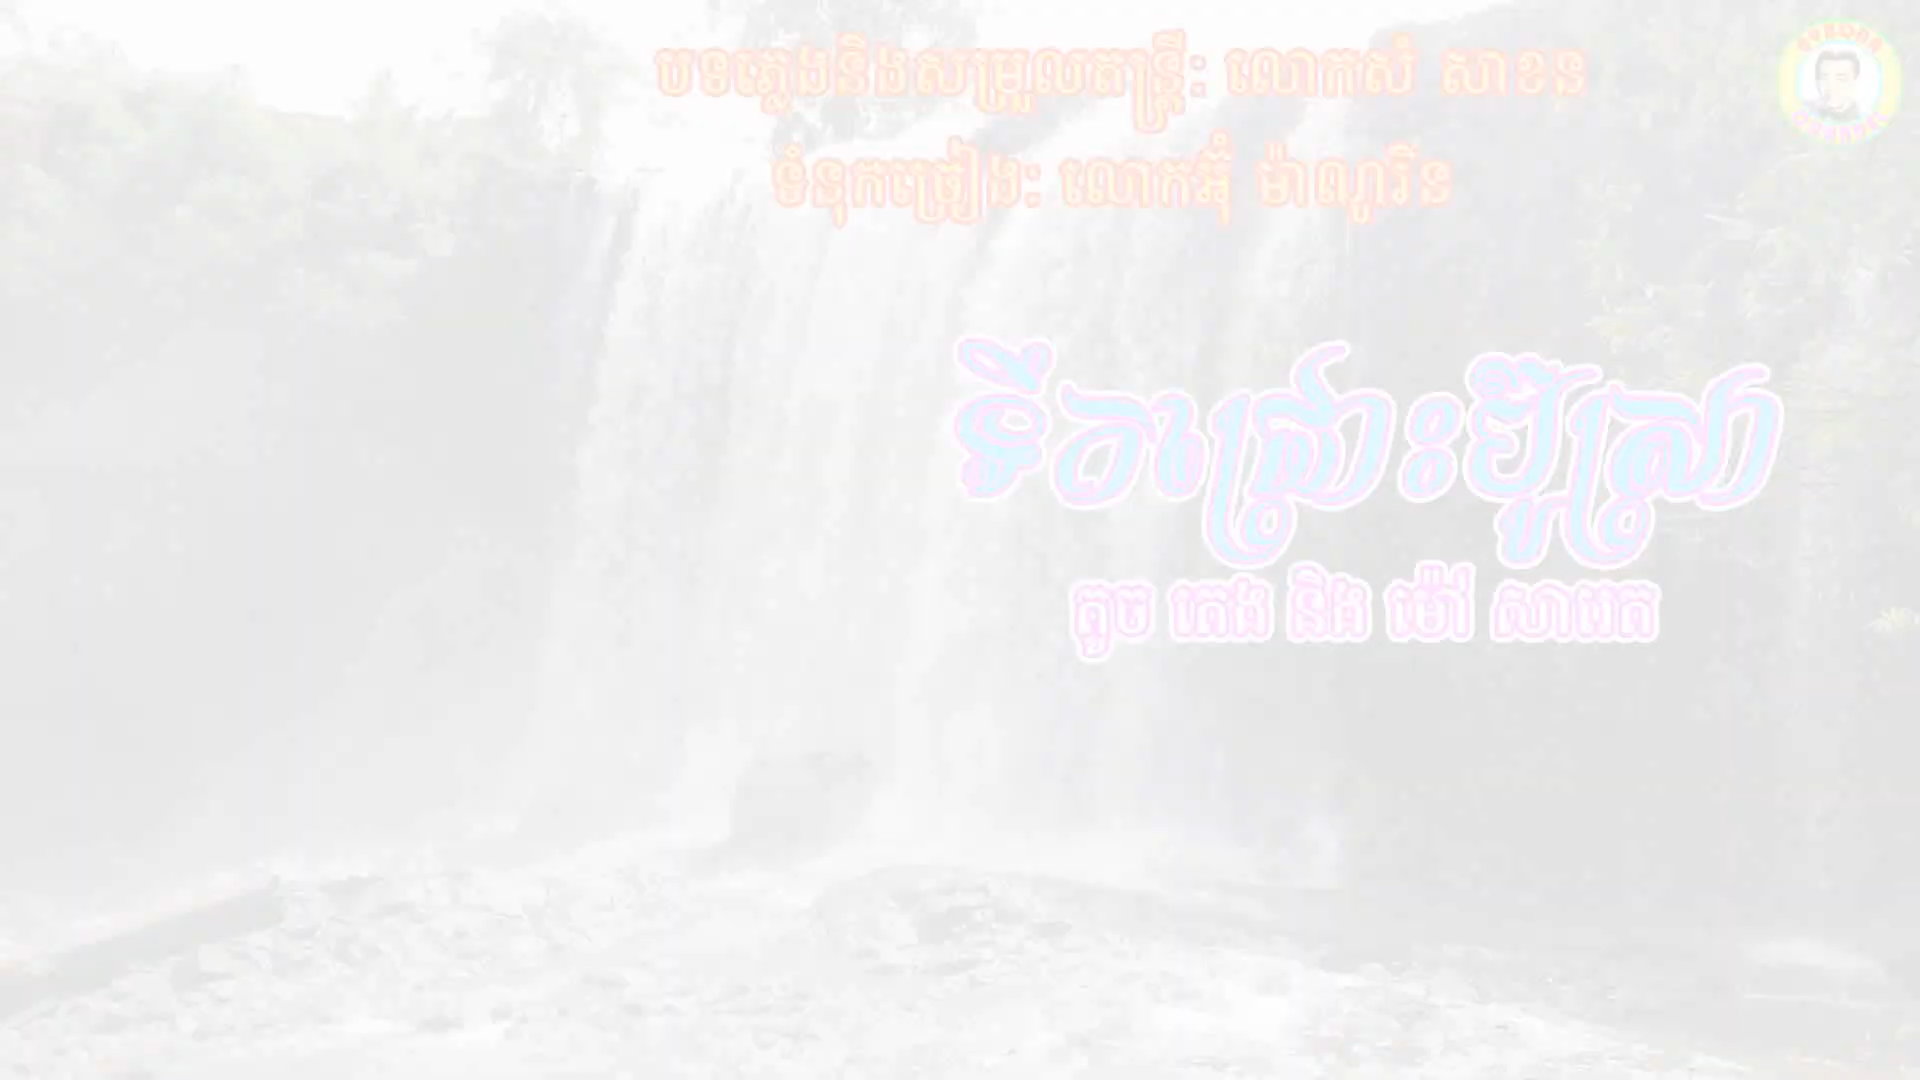 បទភ្លេងនិងសម្រួលតន្ត្រី: លោកសំ សាខន
ទំនុកច្រៀង: លោកអ៊ឹ ម៉ាណូរីន
ទឹកជ្រោះប៊ូស្រា
តូច តេង និង ម៉ៅ សារេត